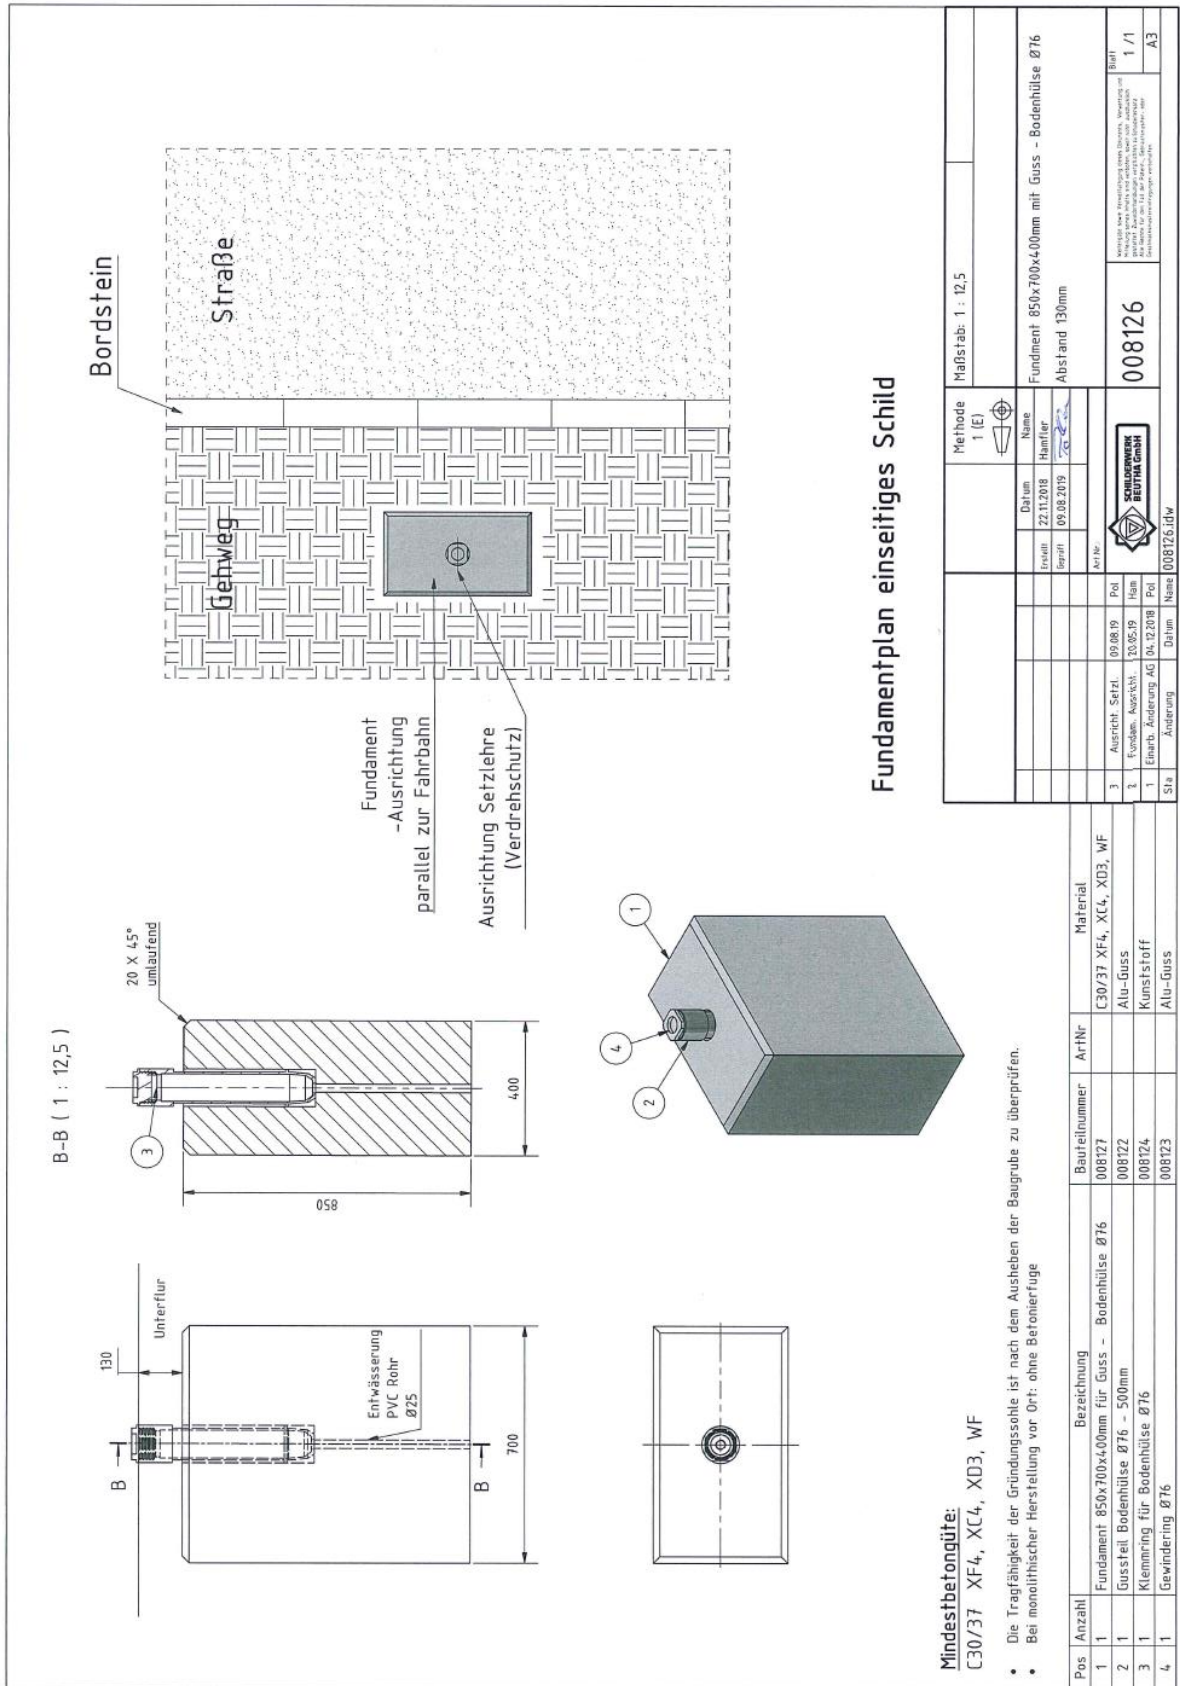 B-B ( 1 : 12,5 )
130
Unterflur
B
B
Entwässerung
PVC Rohr
Ø25
700
20 X 45°
umlaufend
3
850
400
Bordstein
Gehweg
Straße
Fundament
-Ausrichtung
parallel zur Fahrbahn
Ausrichtung Setzlehre
(Verdrehschutz)
1
2
4
Fundamentplan einseitiges Schild
Mindestbetongüte:
C30/37 XF4, XC4, XD3, WF
• Die Tragfähigkeit der Gründungssohle ist nach dem Ausheben der Baugrube zu überprüfen.
• Bei monolithischer Herstellung vor Ort: ohne Betonierfuge
Pos Anzahl Bezeichnung Bauteilnummer ArtNr Material
1 1 Fundament 850x700x400mm für Guss - Bodenhülse Ø76 008127 C30/37 XF4, XC4, XD3, WF
2 1 Gussteil Bodenhülse Ø76 - 500mm 008122 Alu-Guss
3 1 Klemmring für Bodenhülse Ø76 008124 Kunststoff
4 1 Gewindering Ø76 008123 Alu-Guss
Methode
1 (E)
Maßstab: 1 : 12,5
Datum Name
Erstellt 22.11.2018 Hamfler
Geprüft 09.08.2019
Fundment 850x700x400mm mit Guss - Bodenhülse Ø76
Abstand 130mm
Art Nr.:
3 Ausricht. Setzl. 09.08.19 Pol
2 Fundam. Ausricht. 20.05.19 Ham
1 Einarb. Änderung AG 04.12.2018 Pol
Sta Änderung Datum Name
SCHILDERWERK
BEUTHA GmbH
008126
Blatt
1 /1
A3
008126.idw